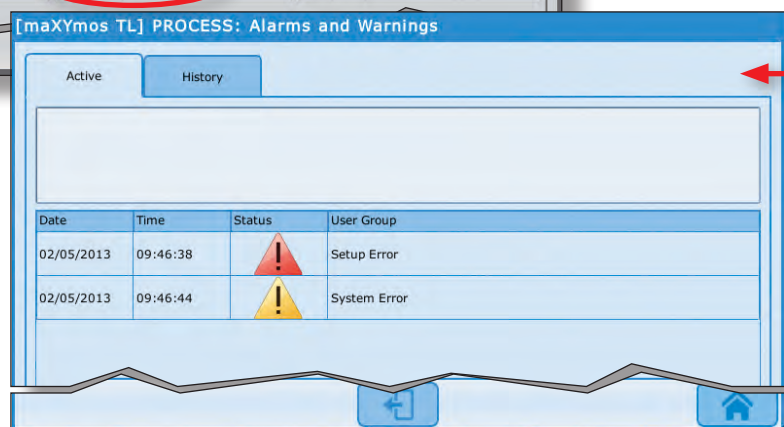 [maXYmos TL] PROCESS: Alarms and Warnings
Active History
Date Time Status User Group
02/05/2013 09:46:38 Setup Error
02/05/2013 09:46:44 System Error